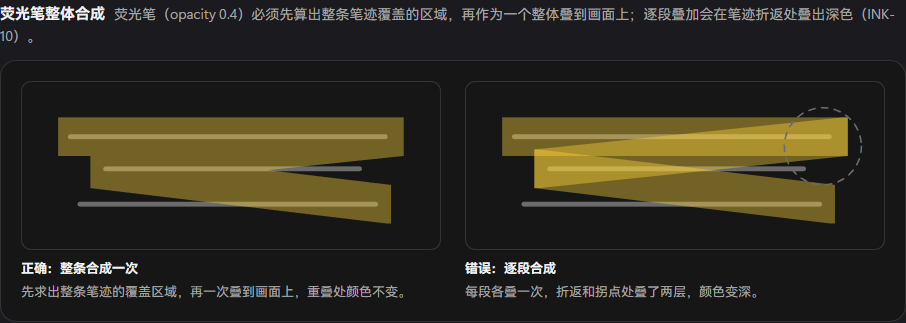 荧光笔整体合成 荧光笔（opacity 0.4）必须先算出整条笔迹覆盖的区域，再作为一个整体叠到画面上；逐段叠加会在笔迹折返处叠出深色（INK-
10）。
正确：整条合成一次
先求出整条笔迹的覆盖区域，再一次叠到画面上，重叠处颜色不变。
错误：逐段合成
每段各叠一次，折返和拐点处叠了两层，颜色变深。